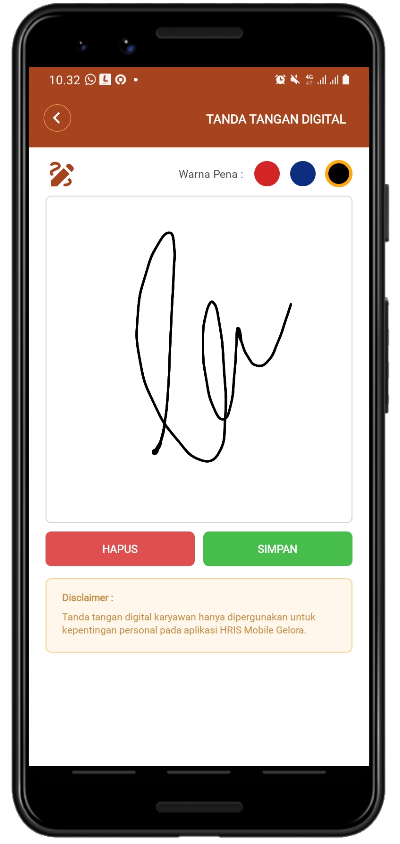 10.32
4G
TANDA TANGAN DIGITAL
Warna Pena :
HAPUS
SIMPAN
Disclaimer :
Tanda tangan digital karyawan hanya dipergunakan untuk
kepentingan personal pada aplikasi HRIS Mobile Gelora.